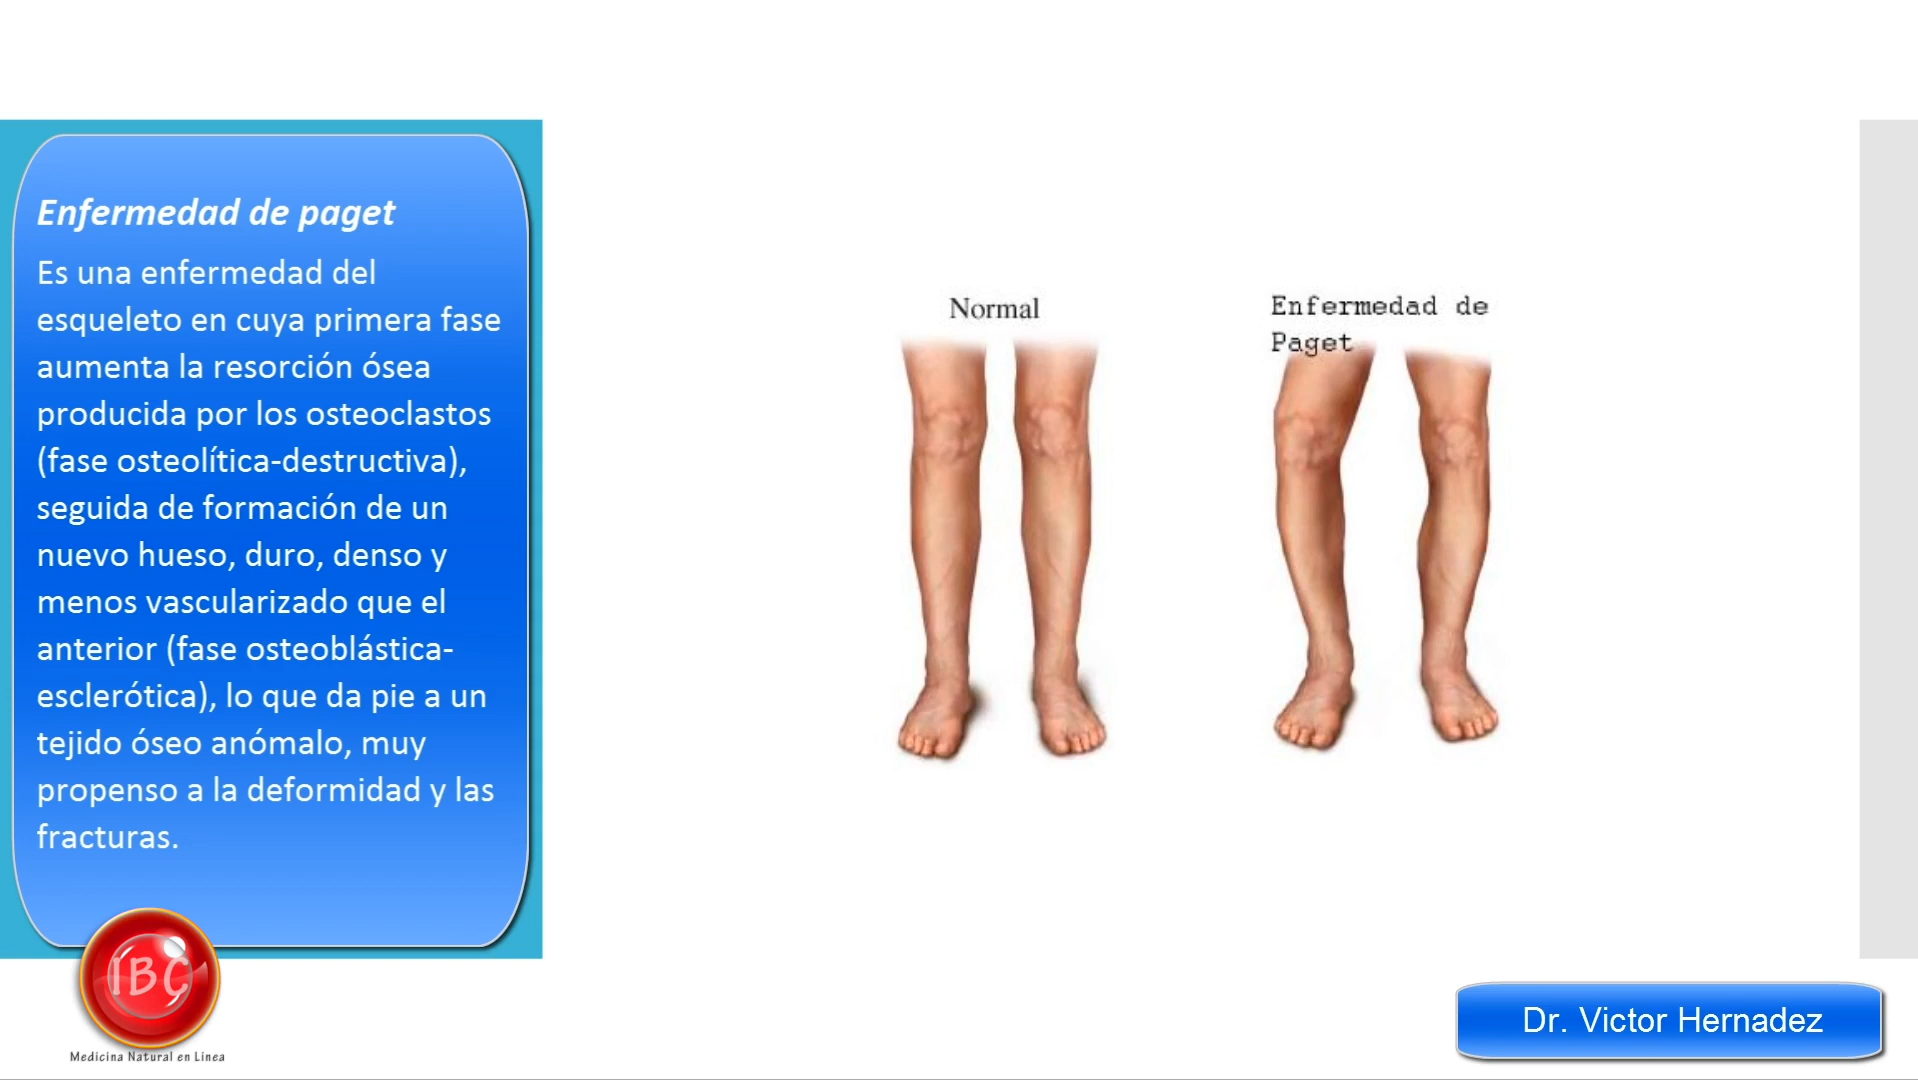 Enfermedad de paget
Es una enfermedad del
esqueleto en cuya primera fase
aumenta la resorción ósea
producida por los osteoclastos
(fase osteolítica-destructiva),
seguida de formación de un
nuevo hueso, duro, denso y
menos vascularizado que el
anterior (fase osteoblástica-
esclerótica), lo que da pie a un
tejido óseo anómalo, muy
propenso a la deformidad y las
fracturas.
Normal
Enfermedad de
Paget
IBC
Medicina Natural en Linea
Dr. Victor Hernadez